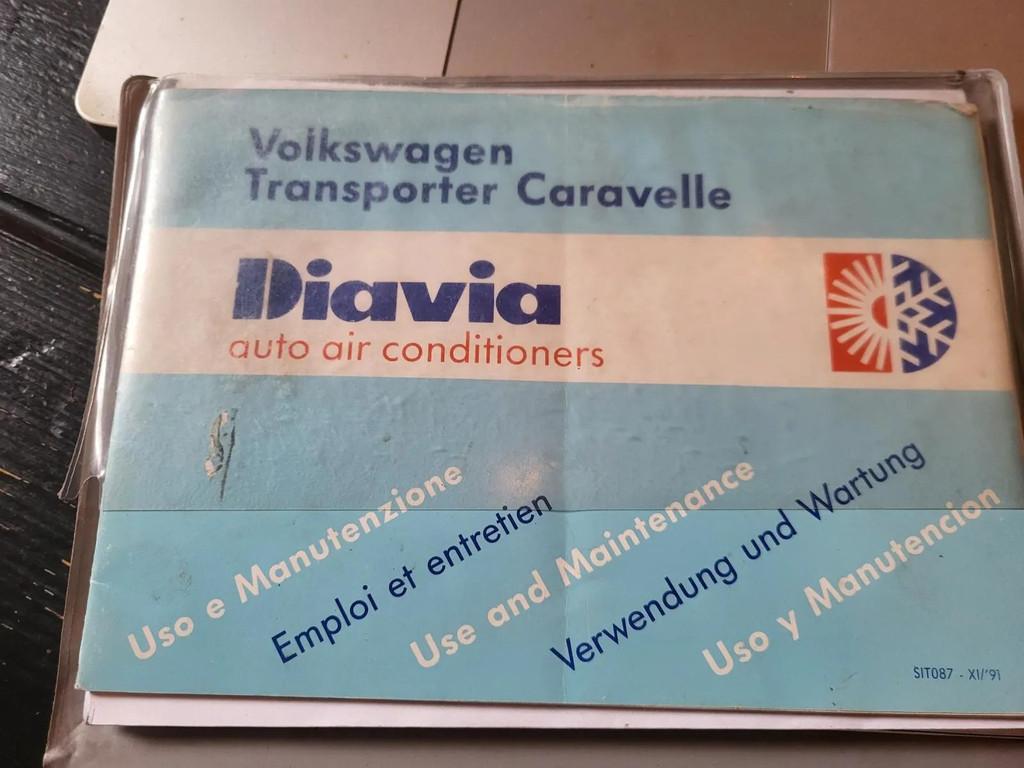 Volkswagen
Transporter Caravelle
Diavia
auto air conditioners
Uso e Manutenzione
Emploi et entretien
Use and Maintenance
Verwendung und Wartung
Uso y Manutencion
SIT087 - XI/'91